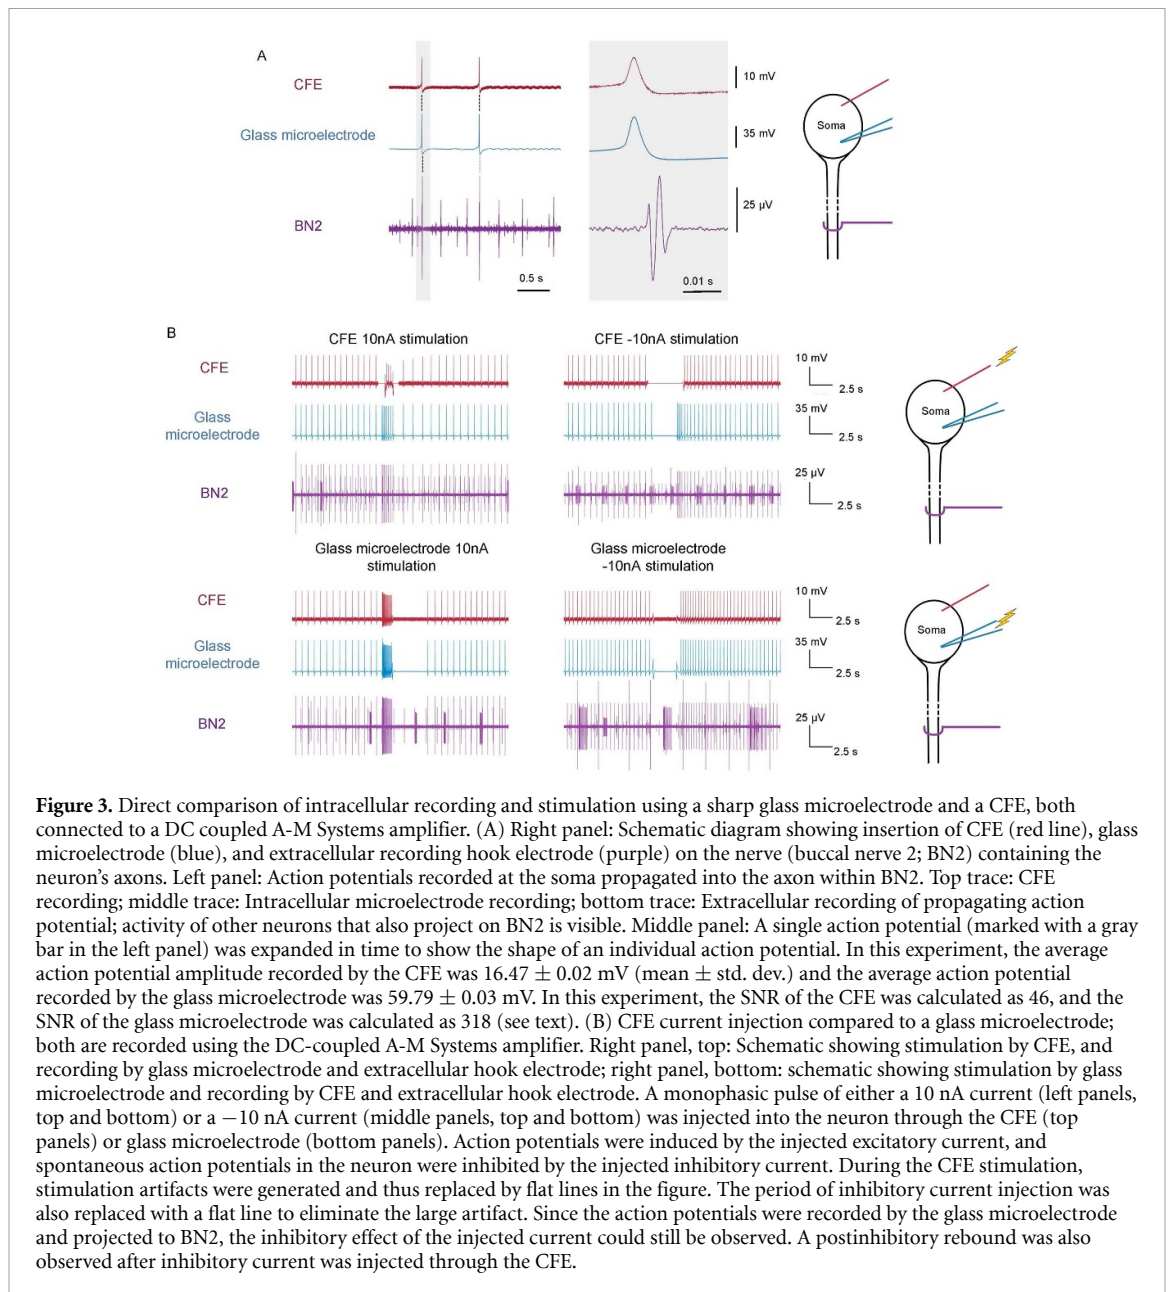 A
CFE
10 mV
Glass microelectrode
35 mV
Soma
BN2
25 µV
0.5 s
0.01 s
B
CFE 10nA stimulation
CFE -10nA stimulation
CFE
10 mV
2.5 s
Glass
microelectrode
35 mV
2.5 s
Soma
BN2
25 µV
2.5 s
Glass microelectrode 10nA
stimulation
Glass microelectrode
-10nA stimulation
CFE
10 mV
2.5 s
Glass
microelectrode
35 mV
2.5 s
Soma
BN2
25 µV
2.5 s
Figure 3. Direct comparison of intracellular recording and stimulation using a sharp glass microelectrode and a CFE, both
connected to a DC coupled A-M Systems amplifier. (A) Right panel: Schematic diagram showing insertion of CFE (red line), glass
microelectrode (blue), and extracellular recording hook electrode (purple) on the nerve (buccal nerve 2; BN2) containing the
neuron's axons. Left panel: Action potentials recorded at the soma propagated into the axon within BN2. Top trace: CFE
recording; middle trace: Intracellular microelectrode recording; bottom trace: Extracellular recording of propagating action
potential; activity of other neurons that also project on BN2 is visible. Middle panel: A single action potential (marked with a gray
bar in the left panel) was expanded in time to show the shape of an individual action potential. In this experiment, the average
action potential amplitude recorded by the CFE was 16.47 ± 0.02 mV (mean ± std. dev.) and the average action potential
recorded by the glass microelectrode was 59.79 ± 0.03 mV. In this experiment, the SNR of the CFE was calculated as 46, and the
SNR of the glass microelectrode was calculated as 318 (see text). (B) CFE current injection compared to a glass microelectrode;
both are recorded using the DC-coupled A-M Systems amplifier. Right panel, top: Schematic showing stimulation by CFE, and
recording by glass microelectrode and extracellular hook electrode; right panel, bottom: schematic showing stimulation by glass
microelectrode and recording by CFE and extracellular hook electrode. A monophasic pulse of either a 10 nA current (left panels,
top and bottom) or a −10 nA current (middle panels, top and bottom) was injected into the neuron through the CFE (top
panels) or glass microelectrode (bottom panels). Action potentials were induced by the injected excitatory current, and
spontaneous action potentials in the neuron were inhibited by the injected inhibitory current. During the CFE stimulation,
stimulation artifacts were generated and thus replaced by flat lines in the figure. The period of inhibitory current injection was
also replaced with a flat line to eliminate the large artifact. Since the action potentials were recorded by the glass microelectrode
and projected to BN2, the inhibitory effect of the injected current could still be observed. A postinhibitory rebound was also
observed after inhibitory current was injected through the CFE.